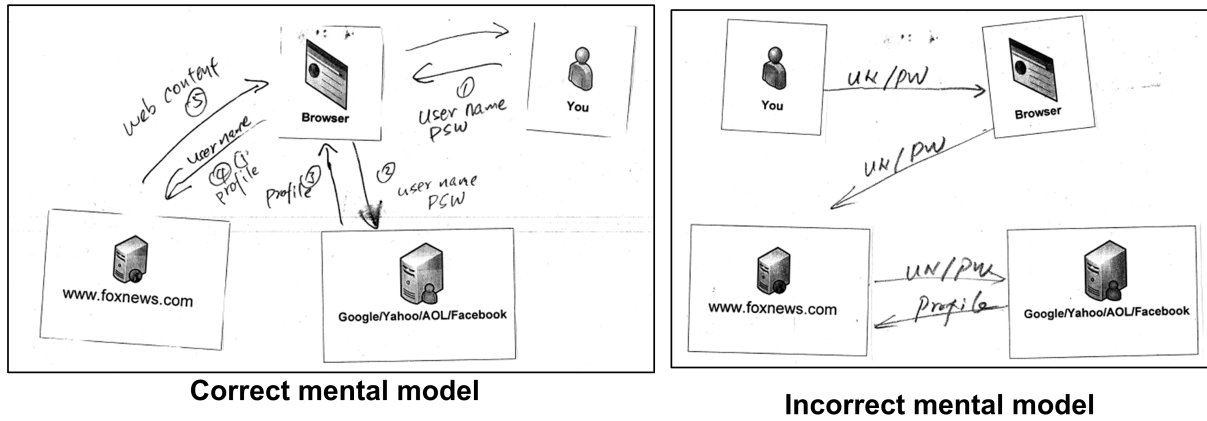 web content
⑤
username
④ (3)
profile
Browser
①
User name
PSW
You
Profile ③
②
user name
PSW
www.foxnews.com
Google/Yahoo/AOL/Facebook
Correct mental model
You
UN/PW
Browser
UN/PW
www.foxnews.com
UN/PW
Profile
Google/Yahoo/AOL/Facebook
Incorrect mental model